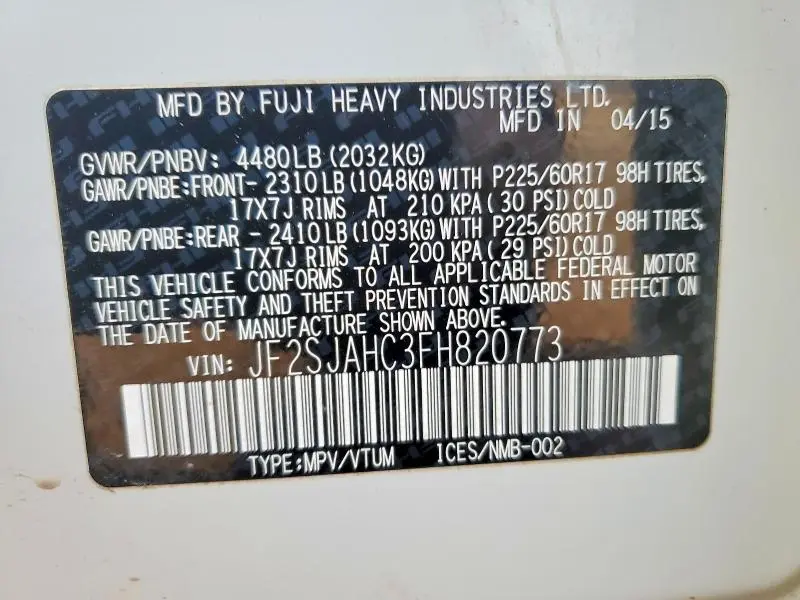 MFD BY FUJI HEAVY INDUSTRIES LTD.
MFD IN 04/15
GVWR/PNBV: 4480LB (2032KG)
GAWR/PNBE:FRONT- 2310LB (1048KG) WITH P225/60R17 98H TIRES,
17X7J RIMS AT 210 KPA ( 30 PSI) COLD
GAWR/PNBE:REAR - 2410LB (1093KG) WITH P225/60R17 98H TIRES,
17X7J RIMS AT 200 KPA ( 29 PSI) COLD
THIS VEHICLE CONFORMS TO ALL APPLICABLE FEDERAL MOTOR
VEHICLE SAFETY AND THEFT PREVENTION STANDARDS IN EFFECT ON
THE DATE OF MANUFACTURE SHOWN ABOVE.
VIN: JF2SJAHC3FH820773
TYPE:MPV/VTUM ICES/NMB-002